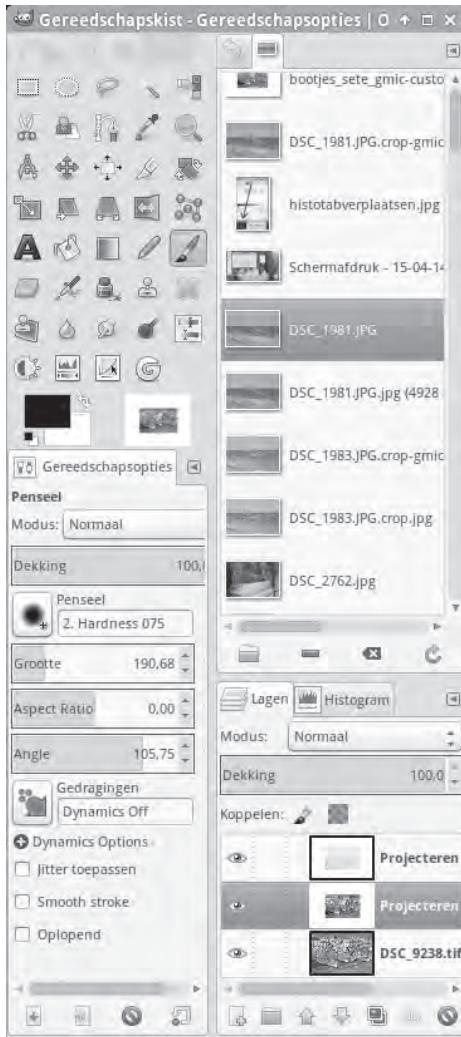 Gereedschapskist - Gereedschapsopties | O
bootjes_sete_gmic-custo
DSC_1981.JPG.crop-gmic
histotabverplaatsen.jpg
Schermafdruk - 15-04-14
DSC_1981.JPG
DSC_1981.JPG.jpg (4928
DSC_1983.JPG.crop-gmic
DSC_1983.JPG.crop.jpg
DSC_2762.jpg
Gereedschapsopties
Penseel
Modus: Normaal
Dekking 100,
Penseel
2. Hardness 075
Grootte 190,68
Aspect Ratio 0,00
Angle 105,75
Gedragingen
Dynamics Off
Dynamics Options
Jitter toepassen
Smooth stroke
Oplopend
Lagen Histogram
Modus: Normaal
Dekking 100,0
Koppelen:
Projecteren
Projecteren
DSC_9238.tif